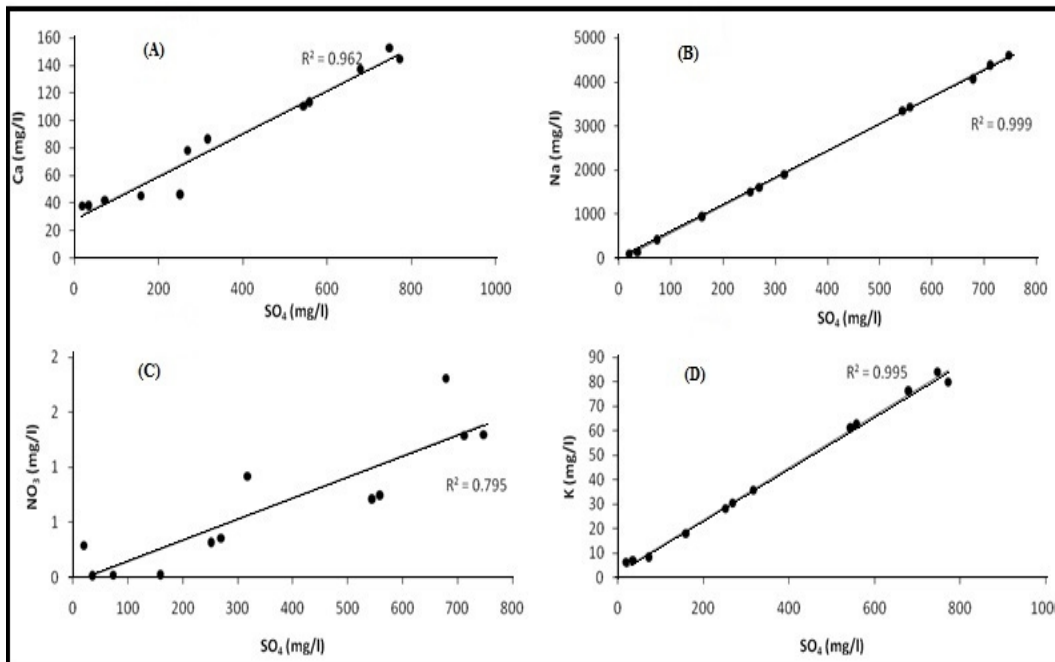 (A)
R² = 0.962
Ca (mg/l)
160
140
120
100
80
60
40
20
0
0 200 400 600 800 1000
SO₄ (mg/l)
(B)
R² = 0.999
Na (mg/l)
5000
4000
3000
2000
1000
0
0 100 200 300 400 500 600 700 800
SO₄ (mg/l)
(C)
R² = 0.795
NO₃ (mg/l)
2
2
1
1
0
0 100 200 300 400 500 600 700 800
SO₄ (mg/l)
(D)
R² = 0.995
K (mg/l)
90
80
70
60
50
40
30
20
10
0
0 200 400 600 800 100
SO₄ (mg/l)